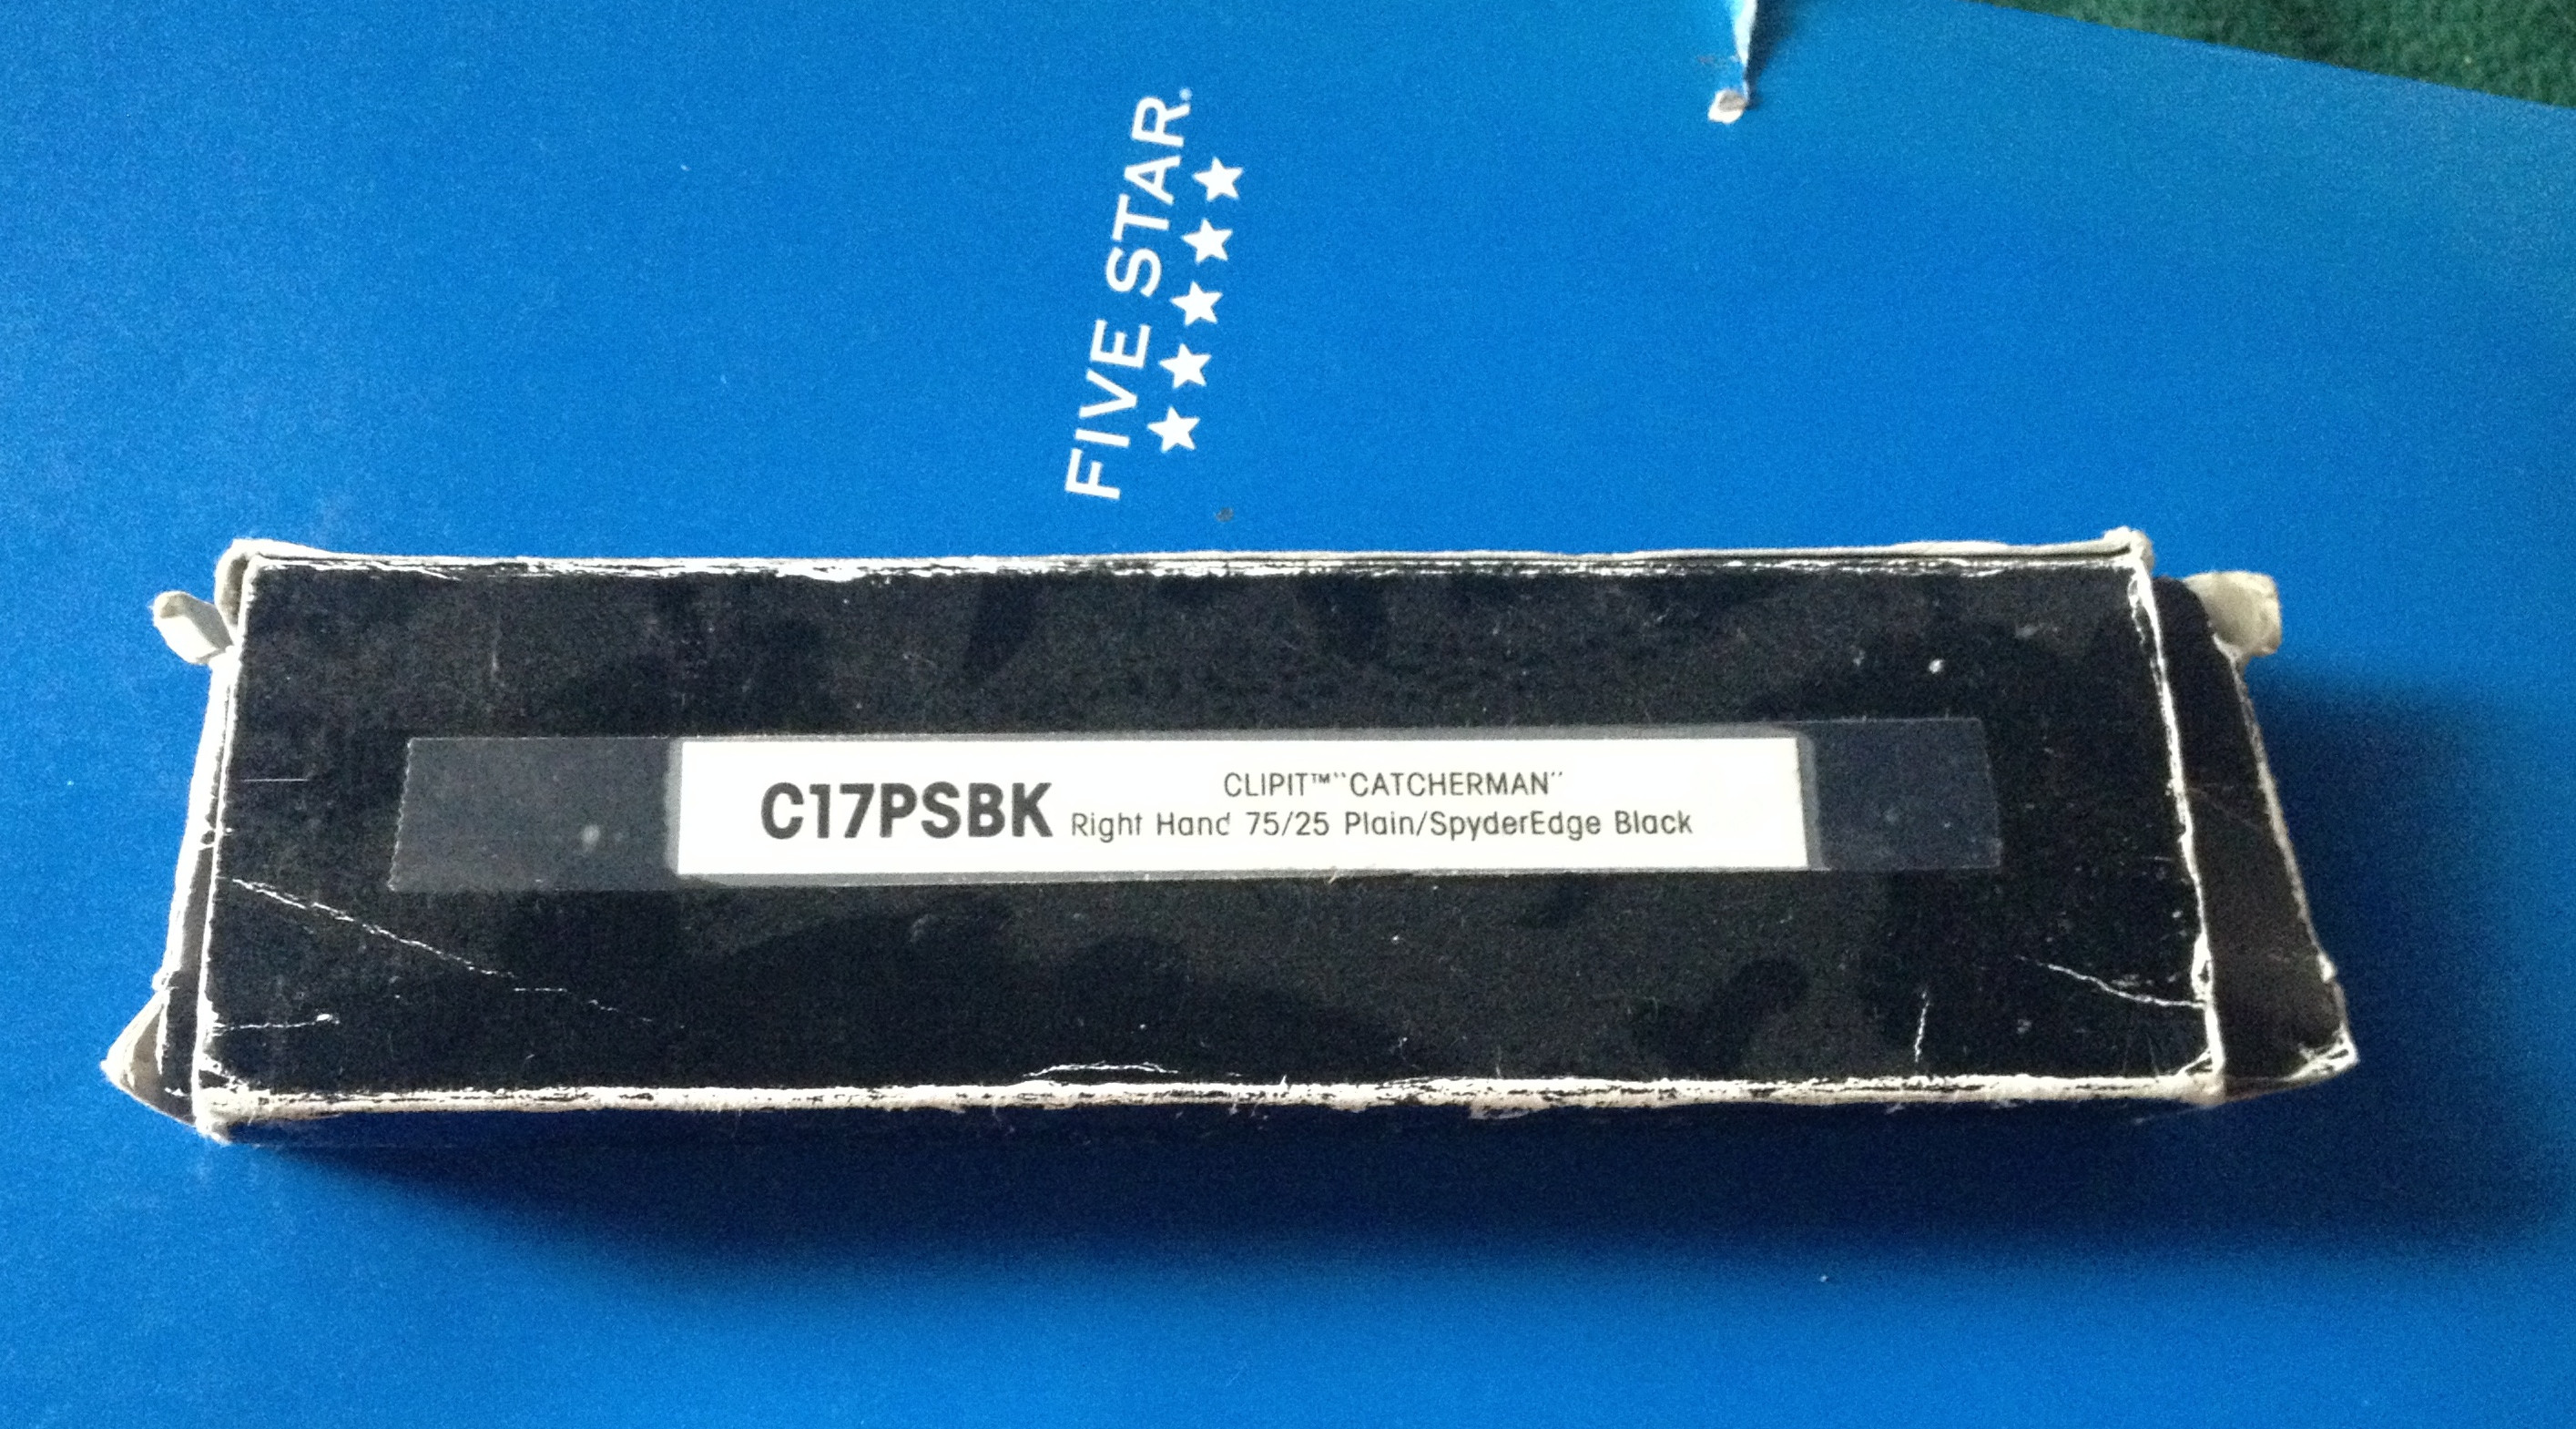 FIVE STAR.
C17PSBK
CLIPIT™ "CATCHERMAN"
Right Hand 75/25 Plain/SpyderEdge Black